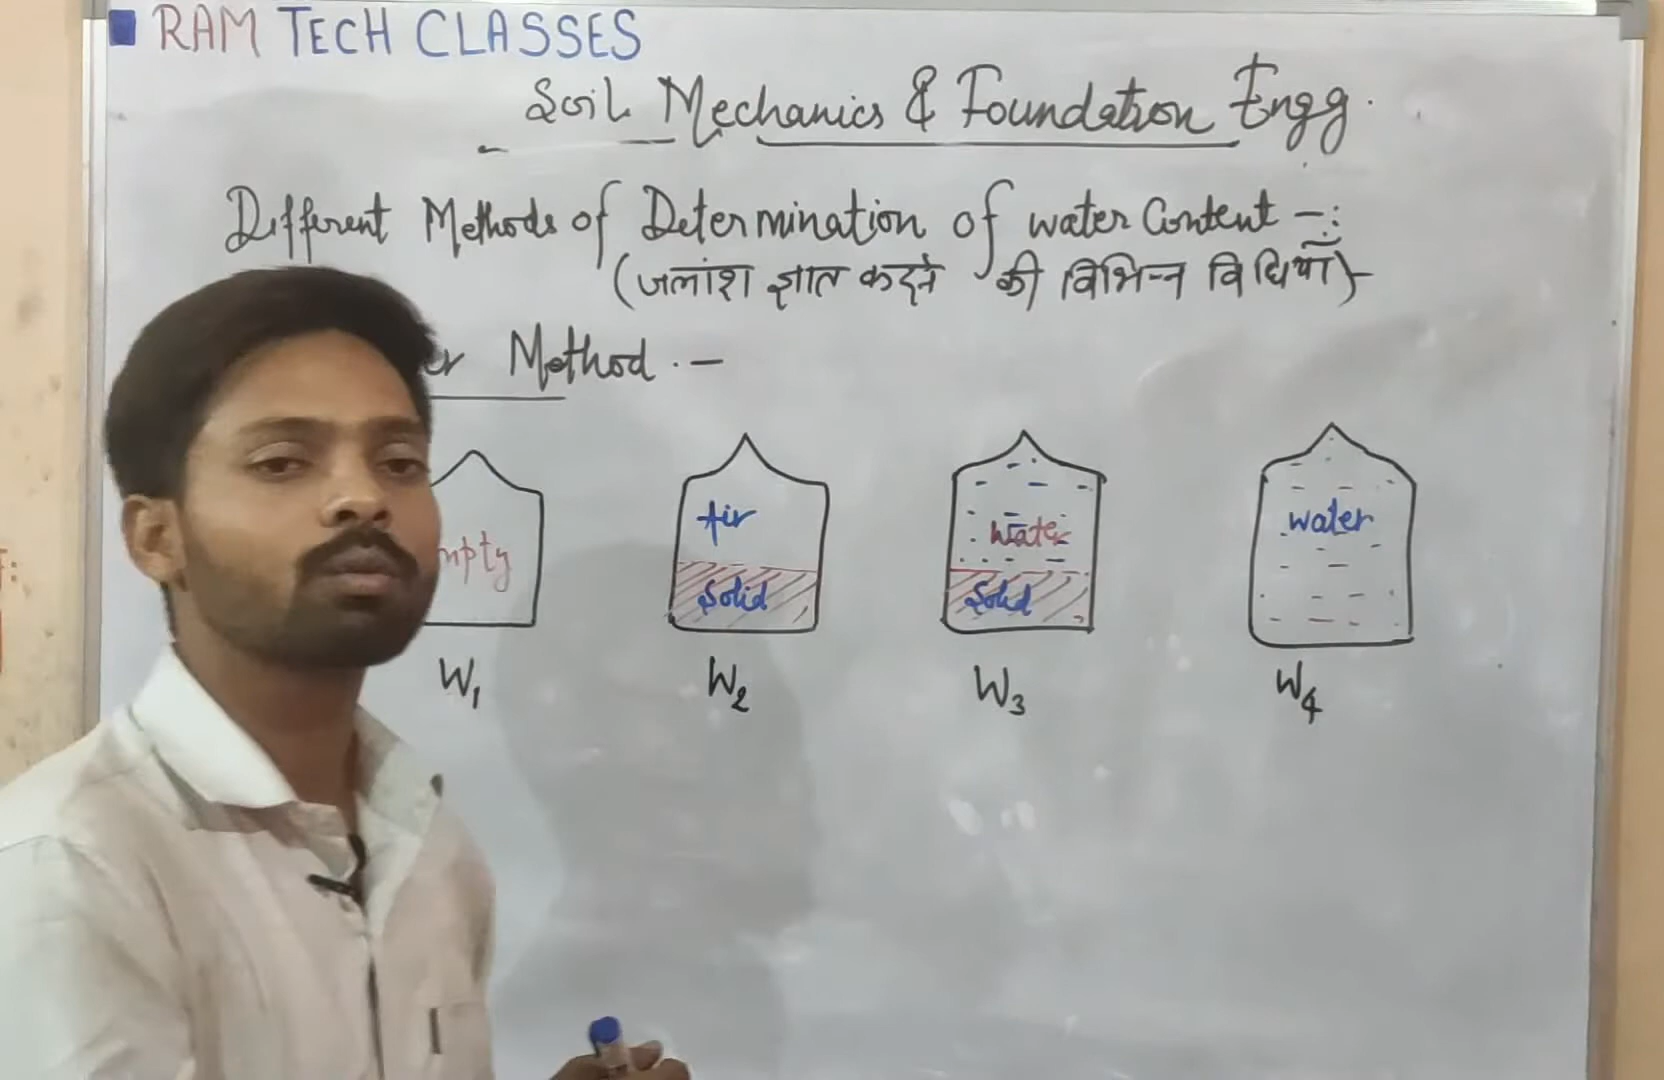 RAM TECH CLASSES
Soil Mechanics & Foundation Engg.
Different Methods of Determination of water Content -:
(जलांश ज्ञात करने की विभिन्न विधियाँ)-
Method .-
Air
Water
water
Solid
Solid
W1
W2
W3
W4